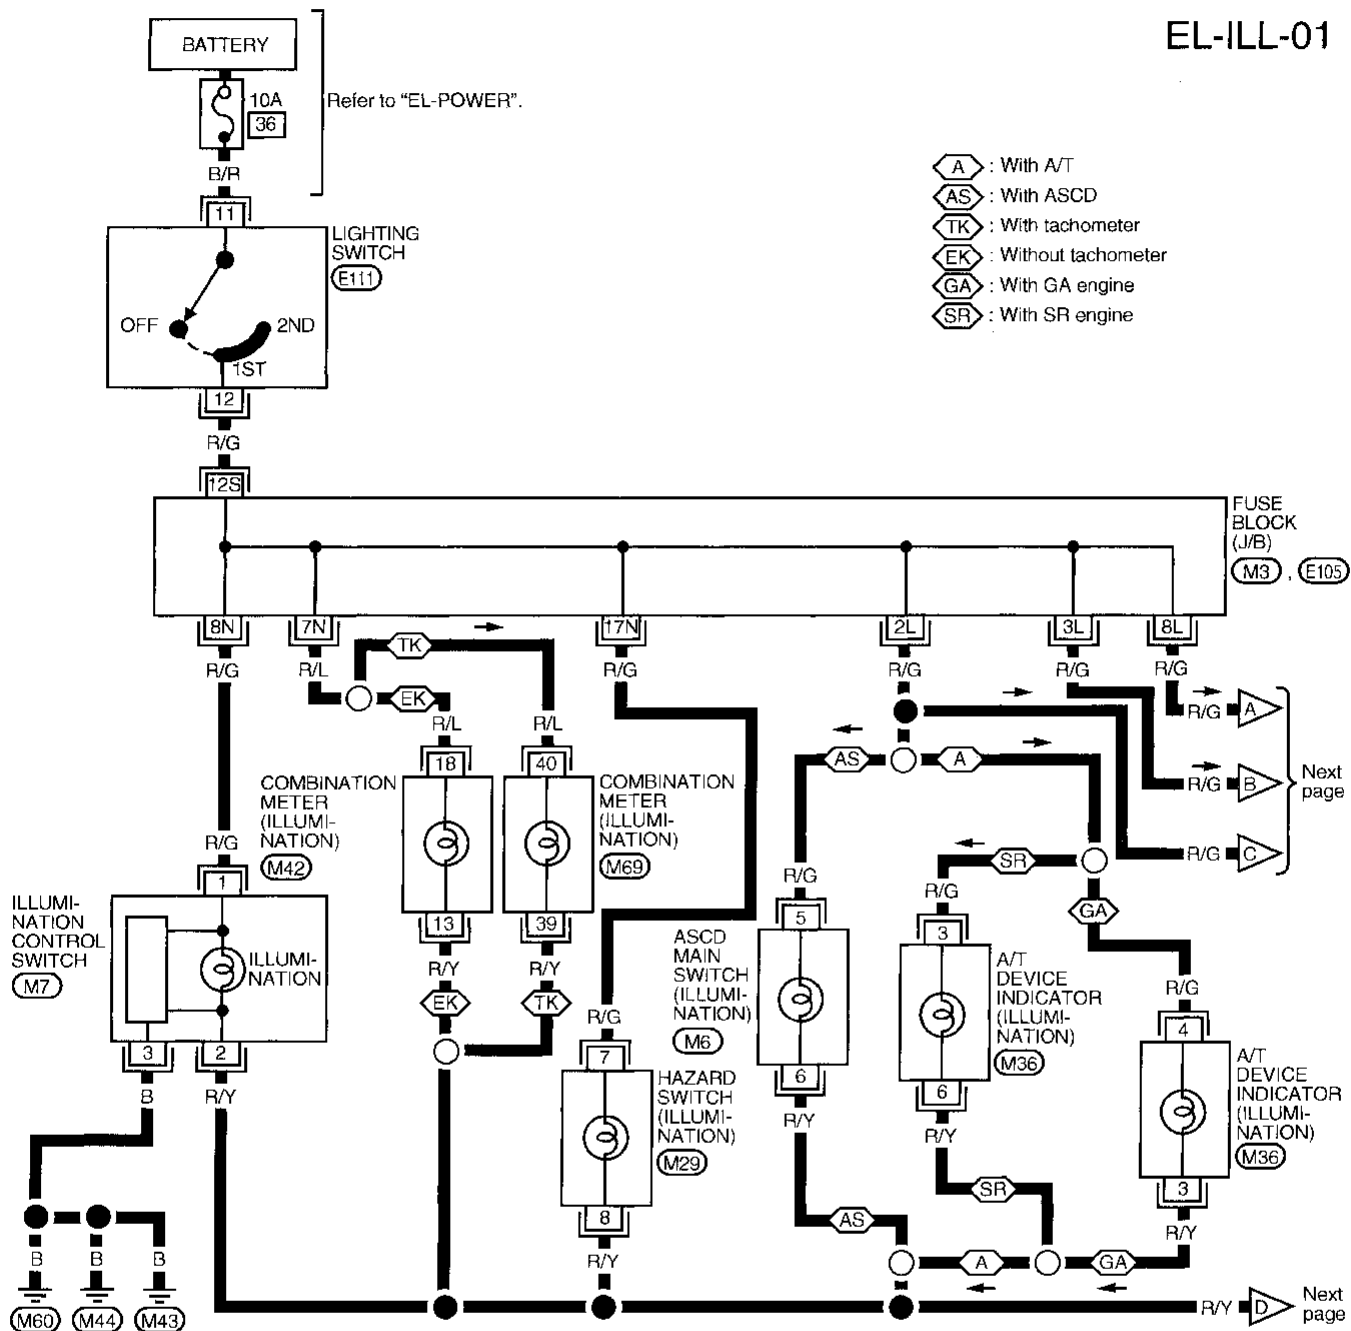 EL-ILL-01
BATTERY
10A
36
Refer to "EL-POWER".
B/R
11
LIGHTING
SWITCH
E111
OFF
2ND
1ST
12
R/G
12S
A : With A/T
AS : With ASCD
TK : With tachometer
EK : Without tachometer
GA : With GA engine
SR : With SR engine
FUSE
BLOCK
(J/B)
M3 , E105
8N
7N
17N
2L
3L
8L
R/G
R/L
TK
EK
R/G
R/G
R/G
R/G
R/L
R/L
R/G
A
R/G
B
R/G
C
Next
page
AS
A
18
40
COMBINATION
METER
(ILLUMI-
NATION)
M42
COMBINATION
METER
(ILLUMI-
NATION)
M69
R/G
1
13
39
R/Y
R/Y
EK
TK
ILLUMI-
NATION
CONTROL
SWITCH
M7
ILLUMI-
NATION
3
2
B
R/Y
SR
GA
R/G
5
ASCD
MAIN
SWITCH
(ILLUMI-
NATION)
M6
6
R/Y
R/G
3
A/T
DEVICE
INDICATOR
(ILLUMI-
NATION)
M36
6
R/Y
R/G
4
A/T
DEVICE
INDICATOR
(ILLUMI-
NATION)
M36
3
R/Y
R/G
7
HAZARD
SWITCH
(ILLUMI-
NATION)
M29
8
R/Y
AS
SR
A
GA
B
B
B
M60
M44
M43
R/Y
D
Next
page